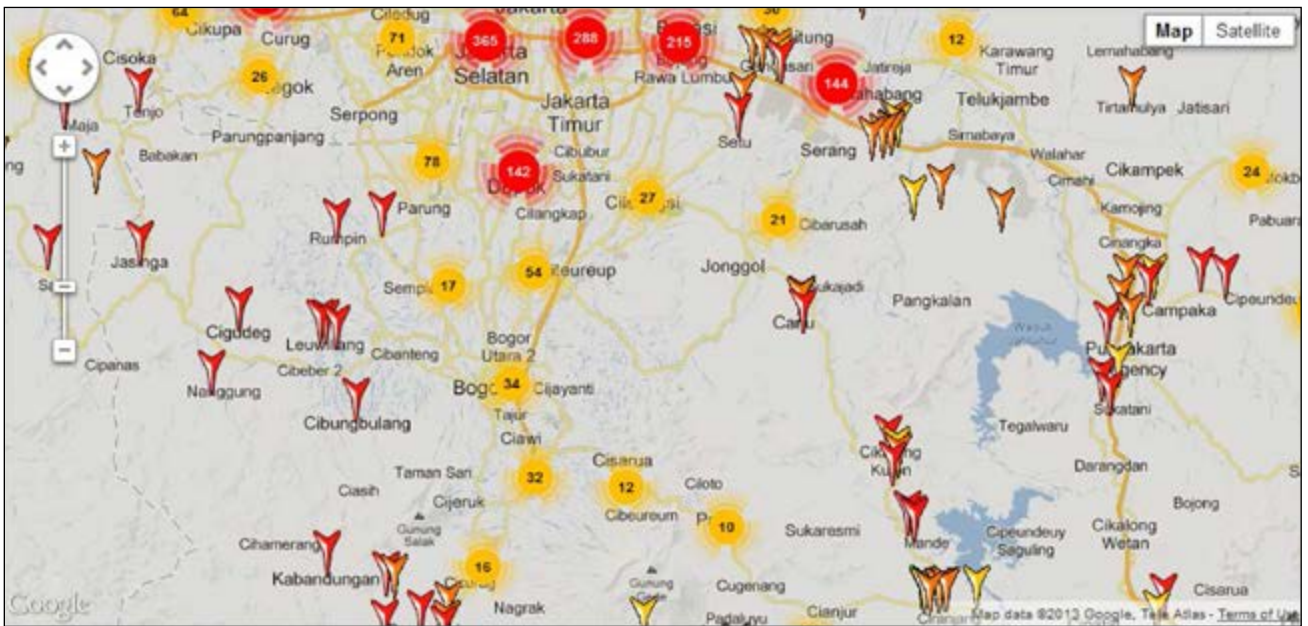 64
Cikupa
Curug
Ciledug
71
Jakarta
365
288
215
Map
Satellite
12
Karawang
Timur
Lemahabang
Cisoka
Tenjo
26
Aren
Selatan
Rawa Lumbu
144
Jatireja
Telukjambe
Tirtamulya
Jatisari
Maja
Serpong
Jakarta
Timur
Setu
Sirnabaya
Parungpanjang
Babakan
78
142
Cibubur
Sukatani
Serang
Walahar
Cimahi
Cikampek
24
Parung
Cilangkap
27
21
Cibarusah
Kamojing
Pabuara
Rumpin
Cinangka
Jasinga
17
54
Jonggol
Pangkalan
Campaka
Cigudeg
Bogor
Utara 2
Cibanteng
Cibeber 2
Cipanas
Nanggung
Bogor
34
Cijayanti
Sukatani
Cibungbulang
Tajur
Ciawi
Tegalwaru
Taman Sari
32
Cisarua
12
Ciloto
Darangdan
Ciasih
Cijeruk
Cibeureum
Bojong
Gunung
Salak
10
Sukaresmi
Mande
Cipeundeuy
Saguling
Cikalong
Wetan
Cihamerang
Kabandungan
16
Gunung
Gede
Cugenang
Cisarua
Google
Nagrak
Padaluyu
Cianjur
Map data ©2013 Google, Tele Atlas - Terms of Use